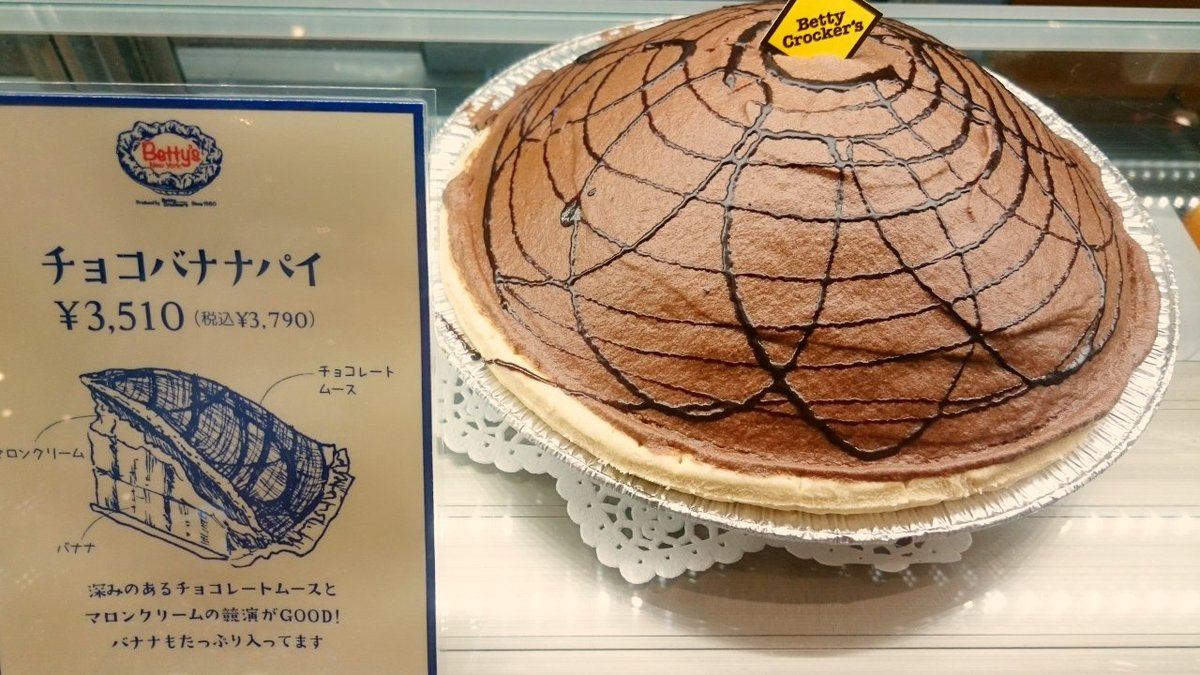 Betty
Crocker's
Betty's
Produced by
Since 1980
チョコバナナパイ
¥3,510(税込¥3,790)
チョコレート
ムース
マロンクリーム
バナナ
深みのあるチョコレートムースと
マロンクリームの競演がGOOD!
バナナもたっぷり入ってます